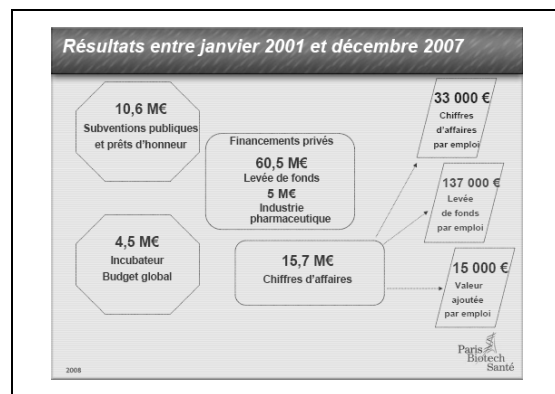 Résultats entre janvier 2001 et décembre 2007
10,6 M€
Subventions publiques
et prêts d'honneur
Financements privés
60,5 M€
Levée de fonds
5 M€
Industrie
pharmaceutique
4,5 M€
Incubateur
Budget global
15,7 M€
Chiffres d'affaires
33 000 €
Chiffres
d'affaires
par emploi
137 000 €
Levée
de fonds
par emploi
15 000 €
Valeur
ajoutée
par emploi
2008
Paris
Biotech
Santé